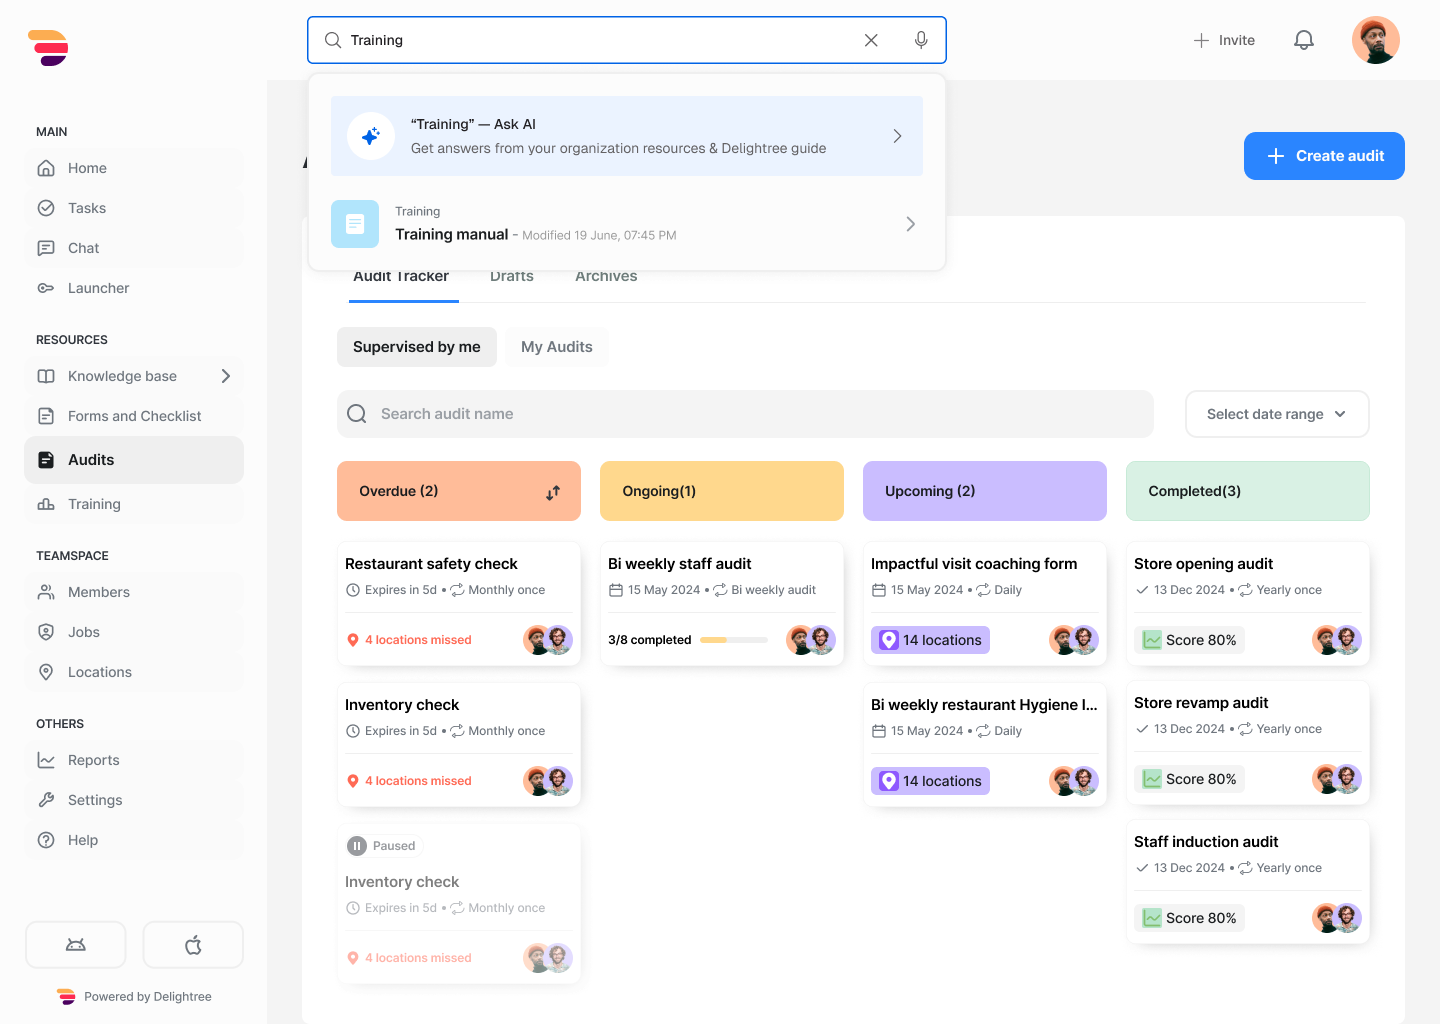 Training
Invite
“Training” — Ask AI
Get answers from your organization resources & Delightree guide
Training
Training manual - Modified 19 June, 07:45 PM
Create audit
MAIN
Home
Tasks
Chat
Launcher
RESOURCES
Knowledge base
Forms and Checklist
Audits
Training
TEAMSPACE
Members
Jobs
Locations
OTHERS
Reports
Settings
Help
Powered by Delightree
Audit Tracker
Drafts
Archives
Supervised by me
My Audits
Search audit name
Select date range
Overdue (2)
Restaurant safety check
Expires in 5d • Monthly once
4 locations missed
Inventory check
Expires in 5d • Monthly once
4 locations missed
Paused
Inventory check
Expires in 5d • Monthly once
4 locations missed
Ongoing(1)
Bi weekly staff audit
15 May 2024 • Bi weekly audit
3/8 completed
Upcoming (2)
Impactful visit coaching form
15 May 2024 • Daily
14 locations
Bi weekly restaurant Hygiene I...
15 May 2024 • Daily
14 locations
Completed(3)
Store opening audit
13 Dec 2024 • Yearly once
Score 80%
Store revamp audit
13 Dec 2024 • Yearly once
Score 80%
Staff induction audit
13 Dec 2024 • Yearly once
Score 80%